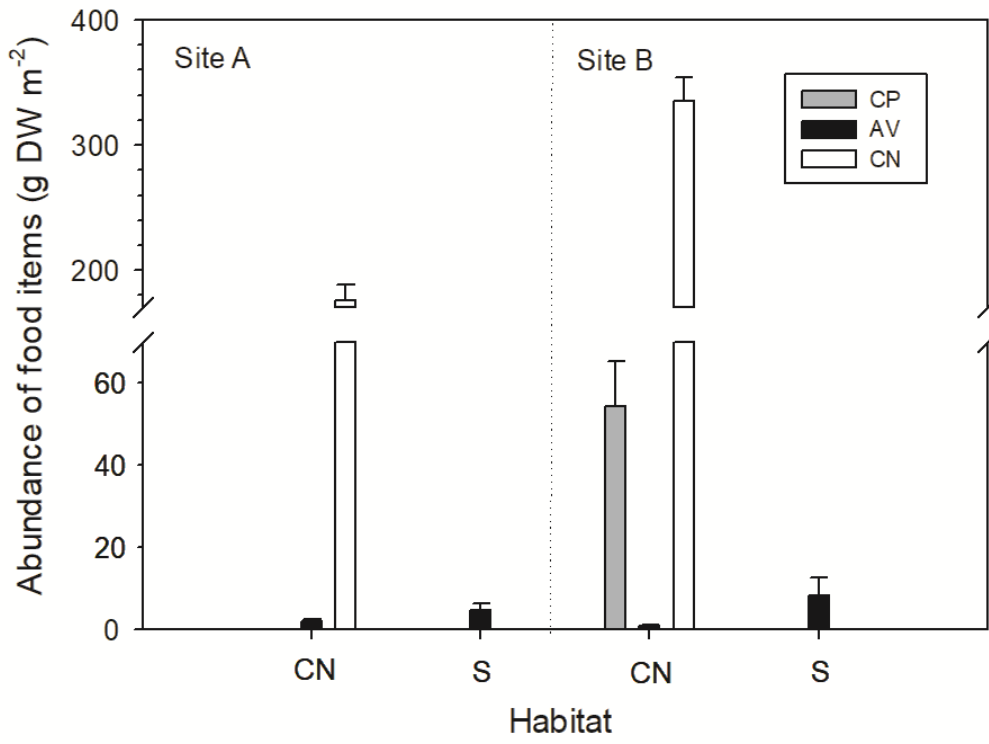 Abundance of food items (g DW m⁻²)
400
300
200
60
40
20
0
Site A
Site B
CP
AV
CN
CN
S
CN
S
Habitat